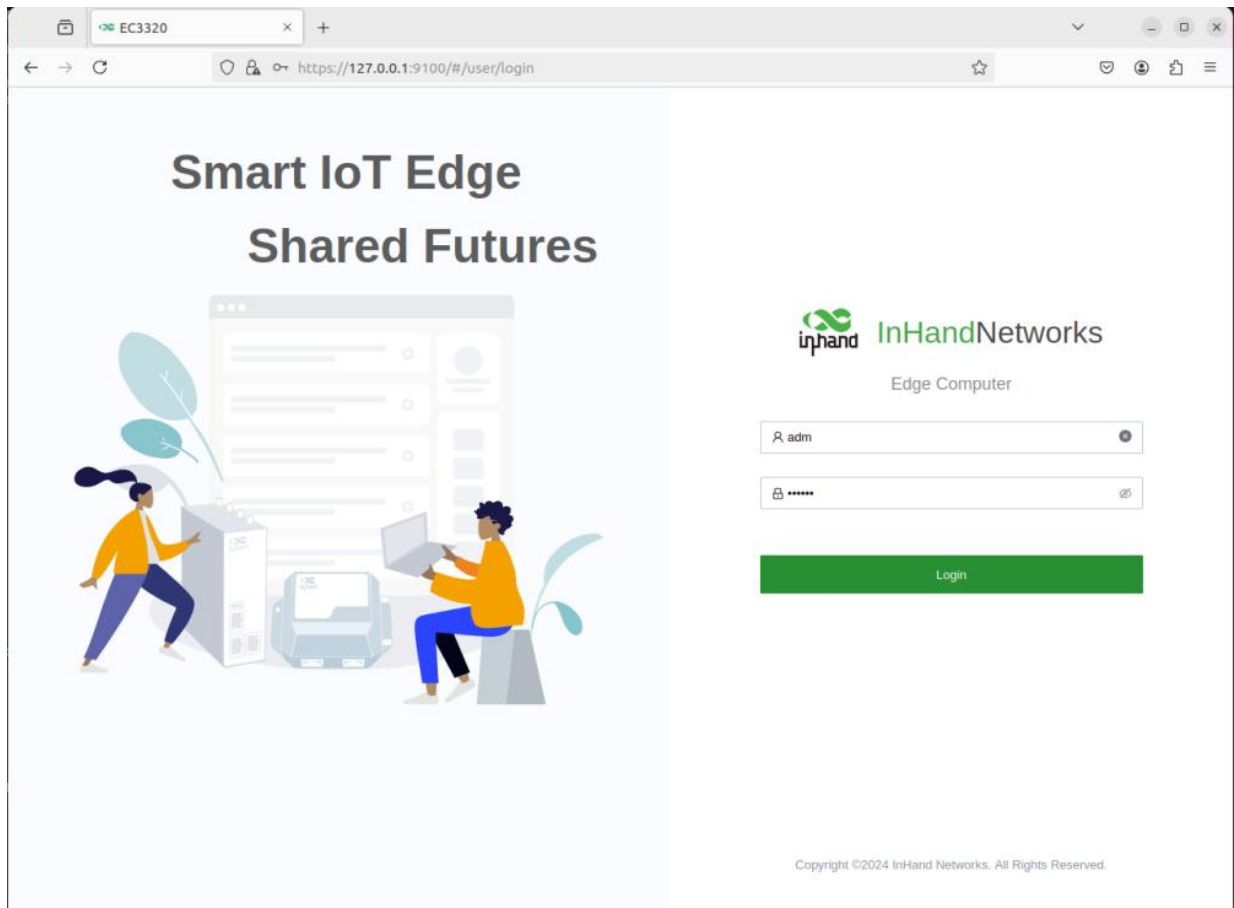 EC3320
https://127.0.0.1:9100/#/user/login
Smart IoT Edge
Shared Futures
inhand
InHandNetworks
Edge Computer
adm
••••••
Login
Copyright ©2024 InHand Networks. All Rights Reserved.